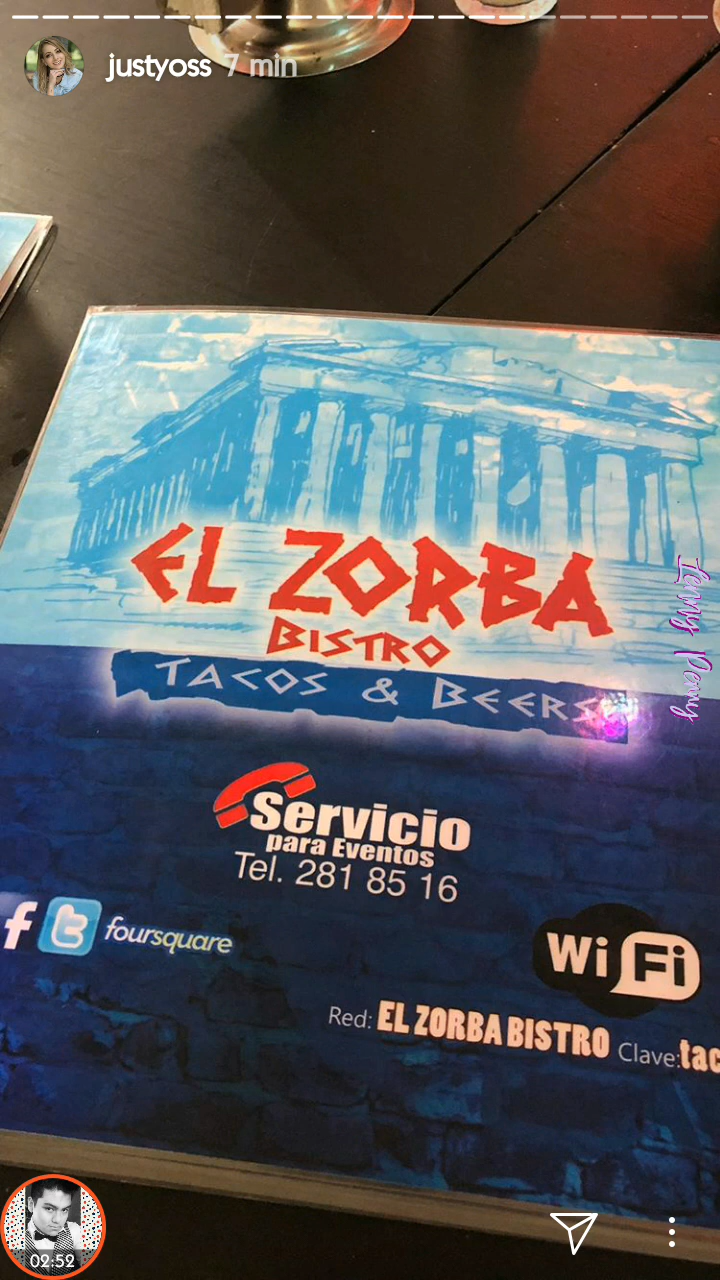 justyoss 7 min
EL ZORBA
BISTRO
TACOS & BEERS
Servicio
para Eventos
Tel. 281 85 16
f t foursquare
Wi Fi
Red: EL ZORBA BISTRO Clave:tac
02:52